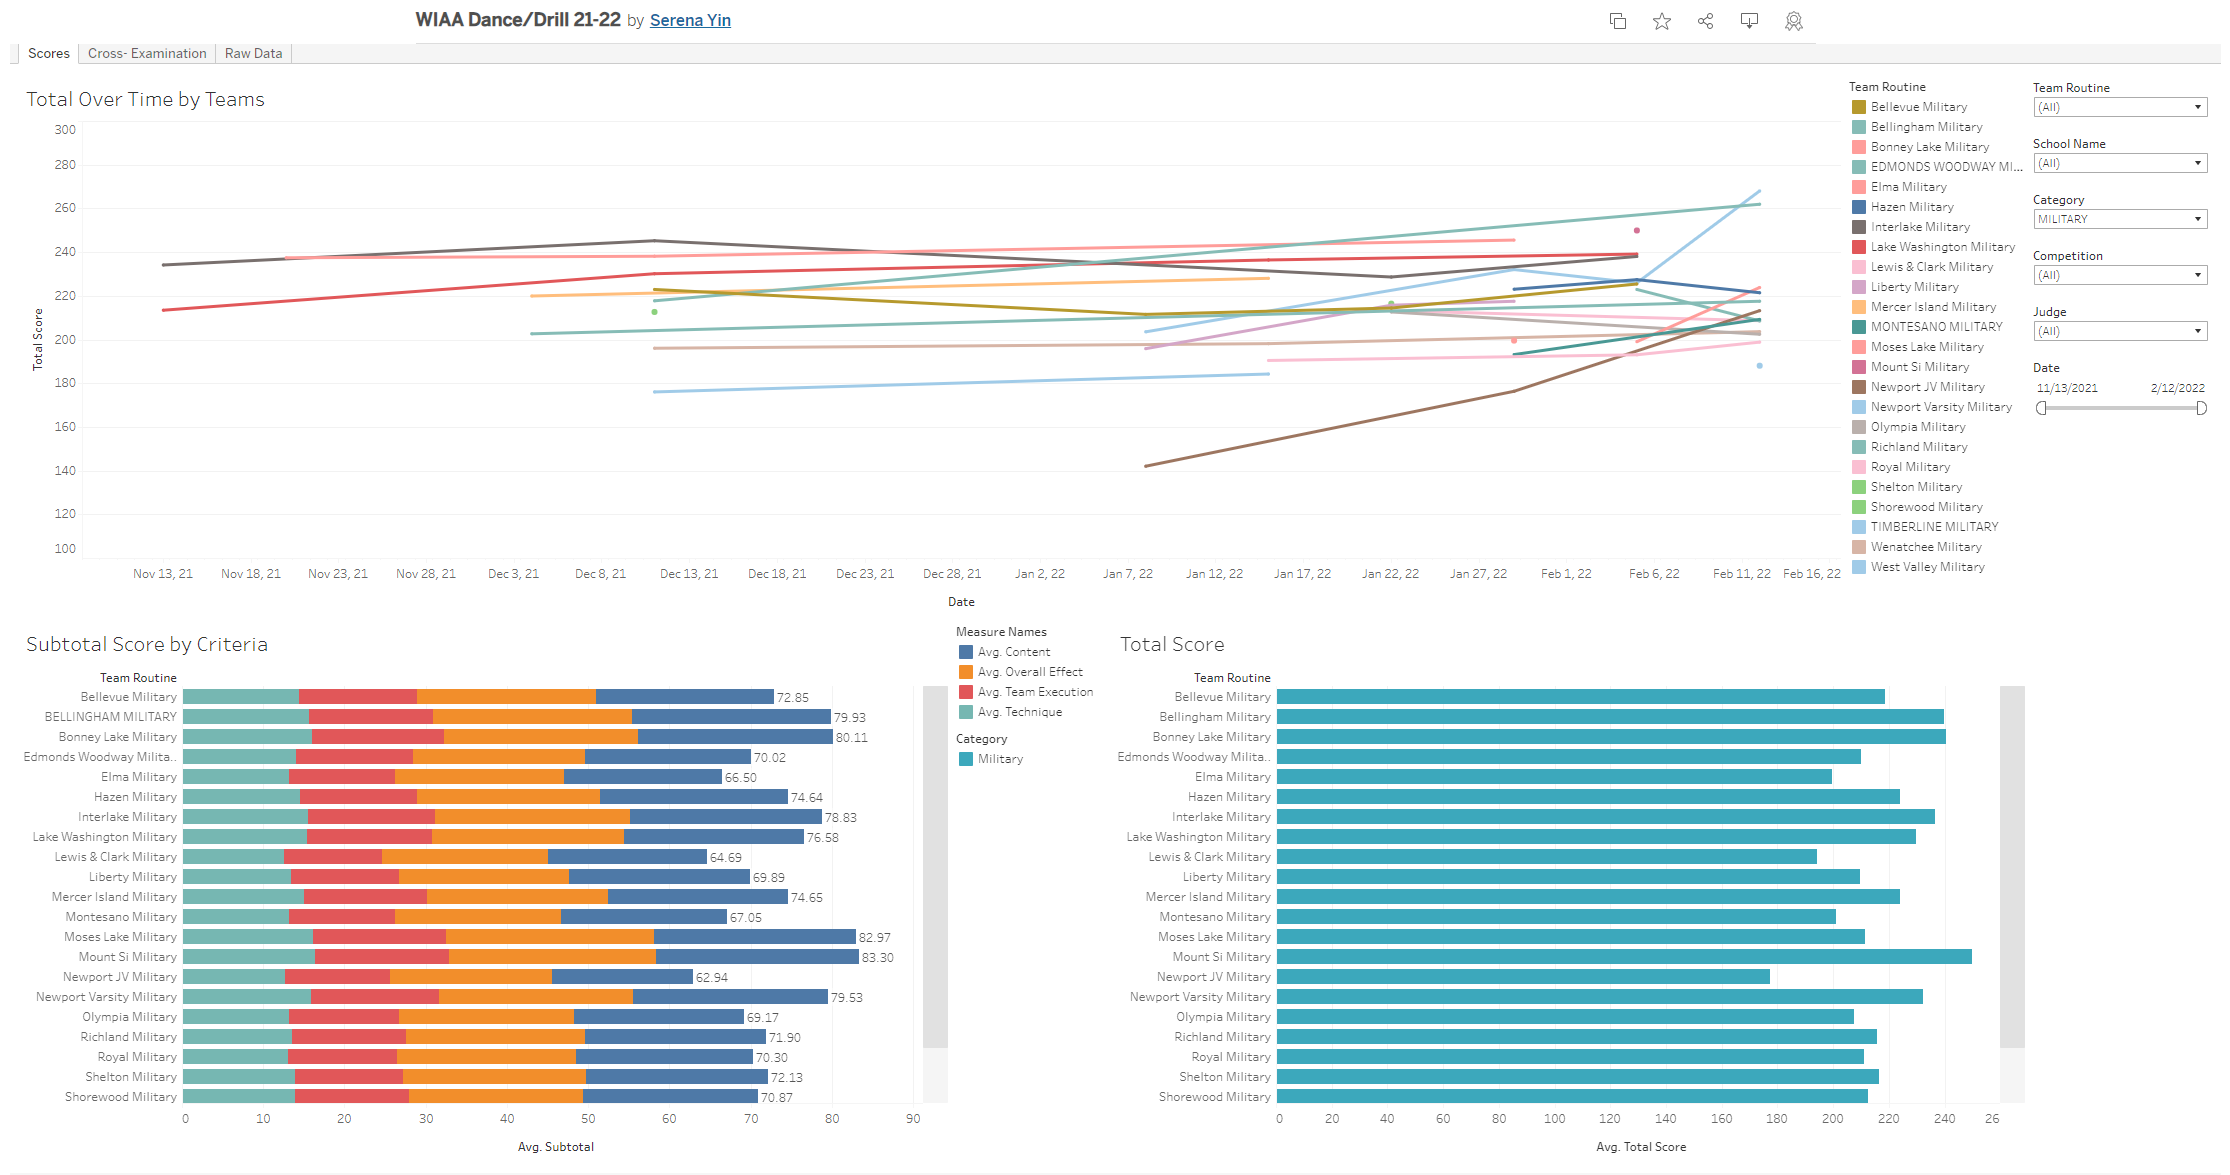 WIAA Dance/Drill 21-22 by Serena Yin
Scores Cross- Examination Raw Data
Total Over Time by Teams
Total Score
300
280
260
240
220
200
180
160
140
120
100
Nov 13, 21 Nov 18, 21 Nov 23, 21 Nov 28, 21 Dec 3, 21 Dec 8, 21 Dec 13, 21 Dec 18, 21 Dec 23, 21 Dec 28, 21 Jan 2, 22 Jan 7, 22 Jan 12, 22 Jan 17, 22 Jan 22, 22 Jan 27, 22 Feb 1, 22 Feb 6, 22 Feb 11, 22 Feb 16, 22
Date
Team Routine
Bellevue Military
Bellingham Military
Bonney Lake Military
EDMONDS WOODWAY MI...
Elma Military
Hazen Military
Interlake Military
Lake Washington Military
Lewis & Clark Military
Liberty Military
Mercer Island Military
MONTESANO MILITARY
Moses Lake Military
Mount Si Military
Newport JV Military
Newport Varsity Military
Olympia Military
Richland Military
Royal Military
Shelton Military
Shorewood Military
TIMBERLINE MILITARY
Wenatchee Military
West Valley Military
Team Routine
(All)
School Name
(All)
Category
MILITARY
Competition
(All)
Judge
(All)
Date
11/13/2021 2/12/2022
Subtotal Score by Criteria
Team Routine
Bellevue Military 72.85
BELLINGHAM MILITARY 79.93
Bonney Lake Military 80.11
Edmonds Woodway Milita.. 70.02
Elma Military 66.50
Hazen Military 74.64
Interlake Military 78.83
Lake Washington Military 76.58
Lewis & Clark Military 64.69
Liberty Military 69.89
Mercer Island Military 74.65
Montesano Military 67.05
Moses Lake Military 82.97
Mount Si Military 83.30
Newport JV Military 62.94
Newport Varsity Military 79.53
Olympia Military 69.17
Richland Military 71.90
Royal Military 70.30
Shelton Military 72.13
Shorewood Military 70.87
0 10 20 30 40 50 60 70 80 90
Avg. Subtotal
Measure Names
Avg. Content
Avg. Overall Effect
Avg. Team Execution
Avg. Technique
Category
Military
Total Score
Team Routine
Bellevue Military
Bellingham Military
Bonney Lake Military
Edmonds Woodway Milita..
Elma Military
Hazen Military
Interlake Military
Lake Washington Military
Lewis & Clark Military
Liberty Military
Mercer Island Military
Montesano Military
Moses Lake Military
Mount Si Military
Newport JV Military
Newport Varsity Military
Olympia Military
Richland Military
Royal Military
Shelton Military
Shorewood Military
0 20 40 60 80 100 120 140 160 180 200 220 240 26
Avg. Total Score